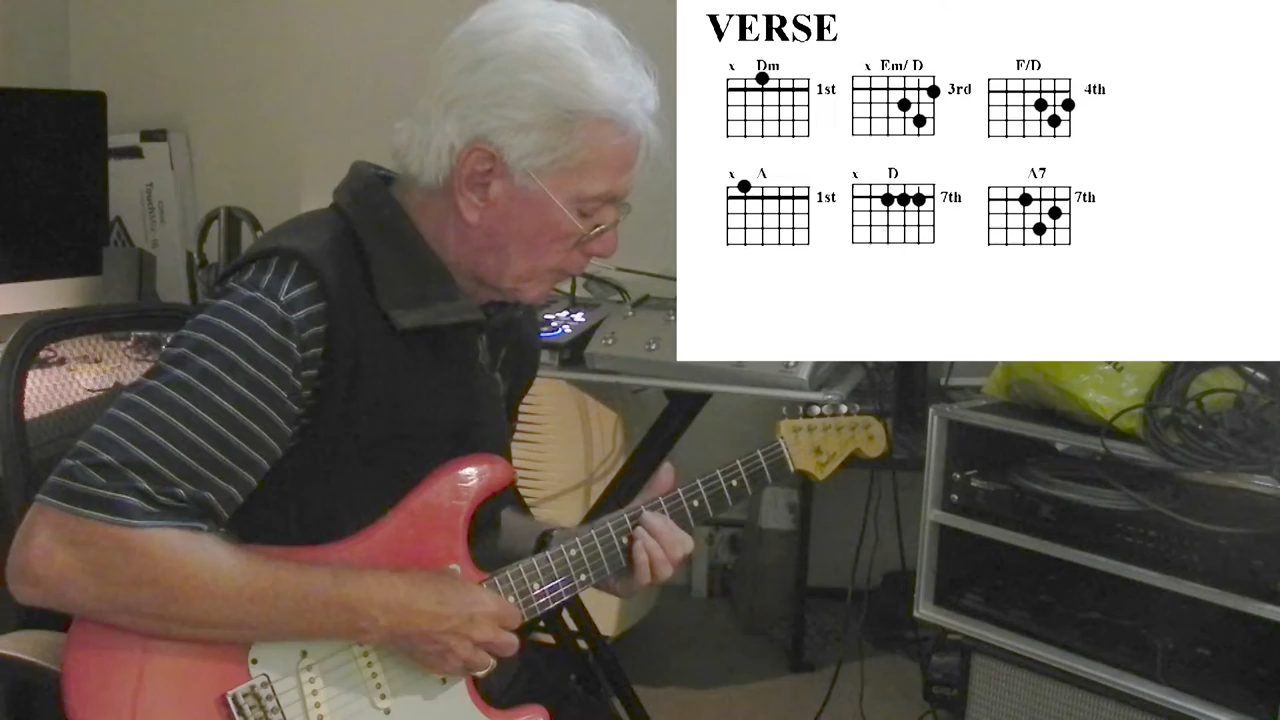 VERSE
x Dm
1st
x Em/ D
3rd
F/D
4th
x A
1st
x D
7th
A7
7th